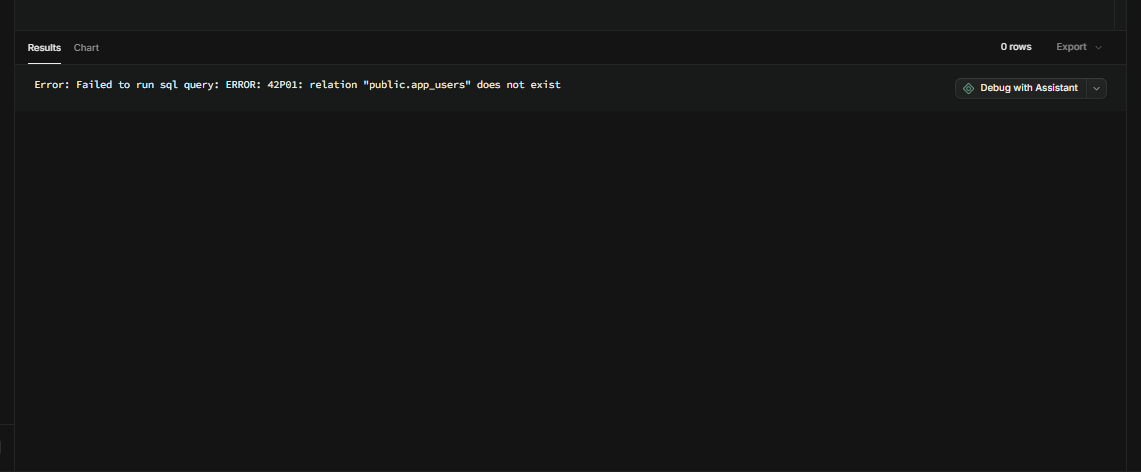 Results Chart 0 rows Export
Error: Failed to run sql query: ERROR: 42P01: relation "public.app_users" does not exist
Debug with Assistant